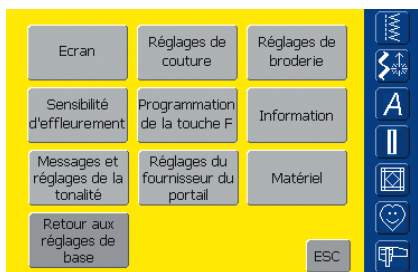 Ecran
Réglages de
couture
Réglages de
broderie
Sensibilité
d'effleurement
Programmation
de la touche F
Information
Messages et
réglages de la
tonalité
Réglages du
fournisseur du
portail
Matériel
Retour aux
réglages de
base
ESC
A